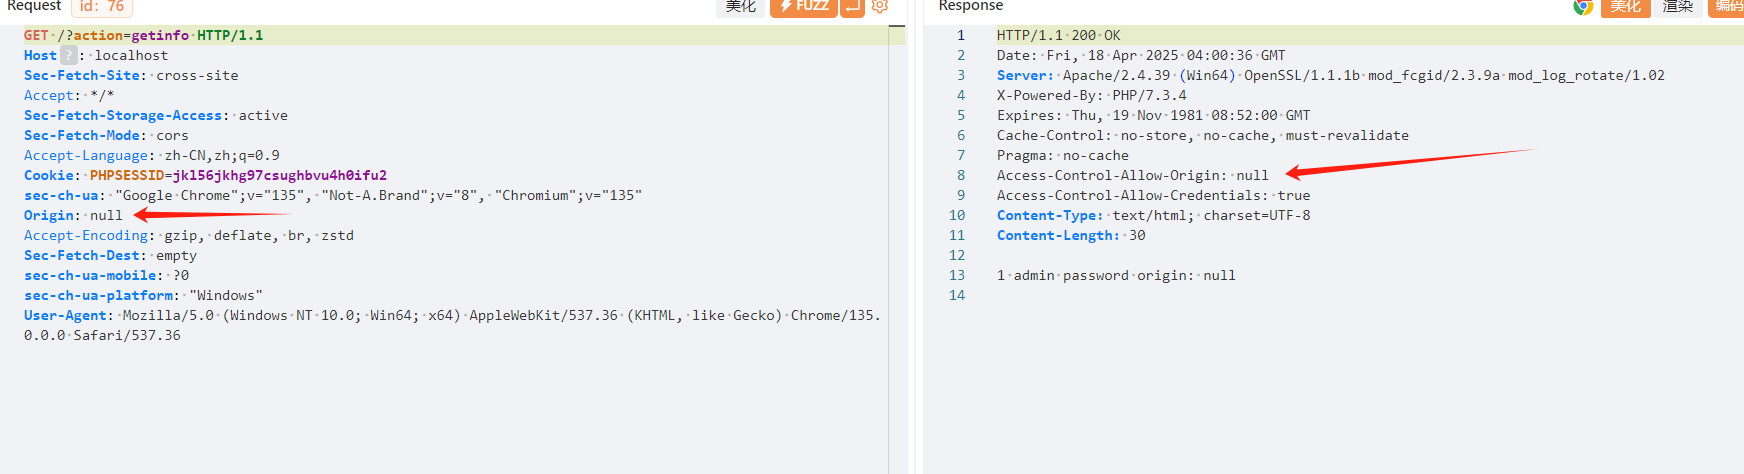 Request id: 76 美化 FUZZ
GET /?action=getinfo HTTP/1.1
Host ? : localhost
Sec-Fetch-Site: cross-site
Accept: */*
Sec-Fetch-Storage-Access: active
Sec-Fetch-Mode: cors
Accept-Language: zh-CN,zh;q=0.9
Cookie: PHPSESSID=jkl56jkhg97csughbvu4h0ifu2
sec-ch-ua: "Google Chrome";v="135", "Not-A.Brand";v="8", "Chromium";v="135"
Origin: null
Accept-Encoding: gzip, deflate, br, zstd
Sec-Fetch-Dest: empty
sec-ch-ua-mobile: ?0
sec-ch-ua-platform: "Windows"
User-Agent: Mozilla/5.0 (Windows NT 10.0; Win64; x64) AppleWebKit/537.36 (KHTML, like Gecko) Chrome/135.
0.0.0 Safari/537.36
Response 美化 渲染 编码
1 HTTP/1.1 200 OK
2 Date: Fri, 18 Apr 2025 04:00:36 GMT
3 Server: Apache/2.4.39 (Win64) OpenSSL/1.1.1b mod_fcgid/2.3.9a mod_log_rotate/1.02
4 X-Powered-By: PHP/7.3.4
5 Expires: Thu, 19 Nov 1981 08:52:00 GMT
6 Cache-Control: no-store, no-cache, must-revalidate
7 Pragma: no-cache
8 Access-Control-Allow-Origin: null
9 Access-Control-Allow-Credentials: true
10 Content-Type: text/html; charset=UTF-8
11 Content-Length: 30
12
13 1 admin password origin: null
14